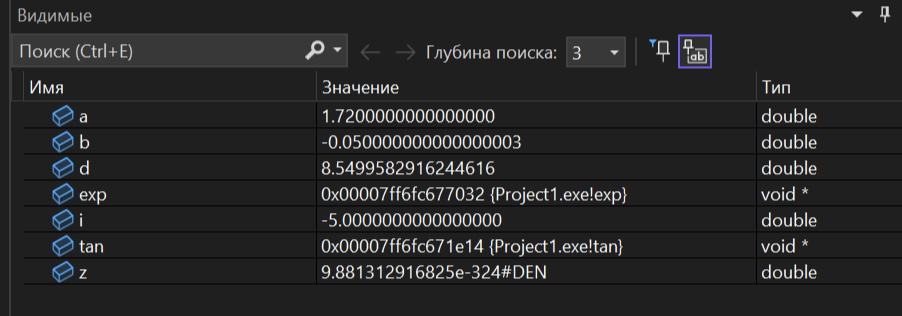 Видимые
Поиск (Ctrl+E) Глубина поиска: 3
Имя Значение Тип
a 1.7200000000000000 double
b -0.050000000000000003 double
d 8.5499582916244616 double
exp 0x00007ff6fc677032 {Project1.exe!exp} void *
i -5.0000000000000000 double
tan 0x00007ff6fc671e14 {Project1.exe!tan} void *
z 9.881312916825e-324#DEN double